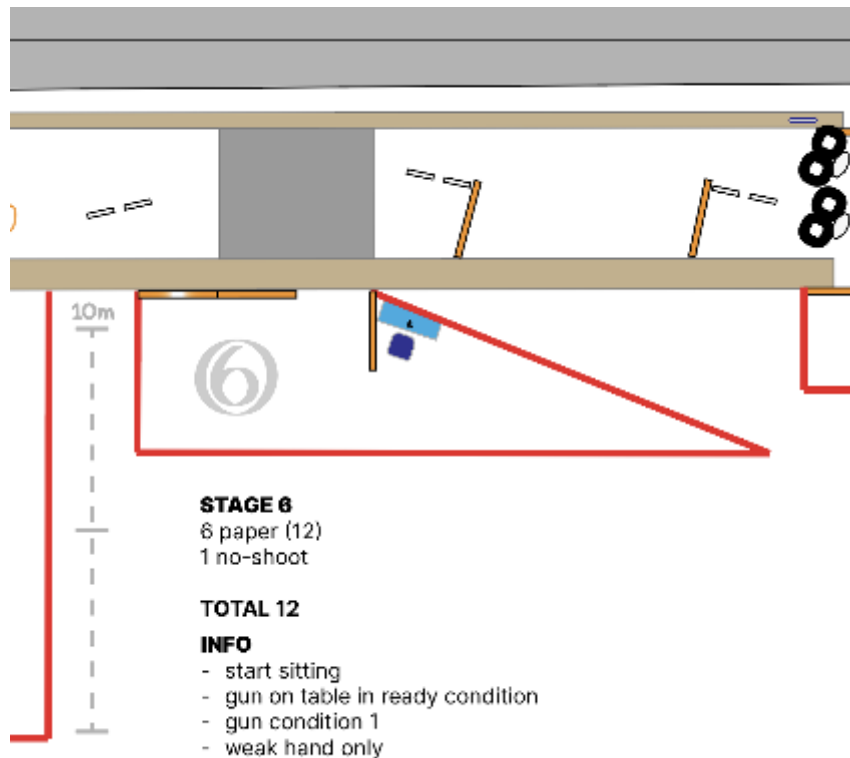 10m
6
STAGE 6
6 paper (12)
1 no-shoot
TOTAL 12
INFO
- start sitting
- gun on table in ready condition
- gun condition 1
- weak hand only